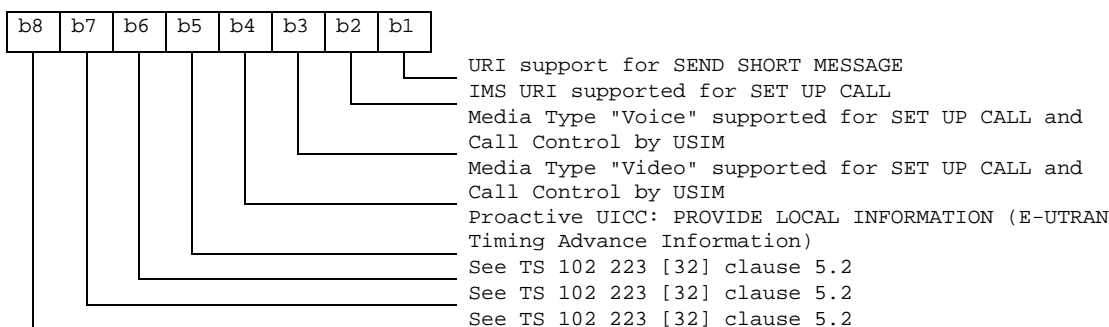 b8 b7 b6 b5 b4 b3 b2 b1
URI support for SEND SHORT MESSAGE
IMS URI supported for SET UP CALL
Media Type "Voice" supported for SET UP CALL and
Call Control by USIM
Media Type "Video" supported for SET UP CALL and
Call Control by USIM
Proactive UICC: PROVIDE LOCAL INFORMATION (E-UTRAN
Timing Advance Information)
See TS 102 223 [32] clause 5.2
See TS 102 223 [32] clause 5.2
See TS 102 223 [32] clause 5.2